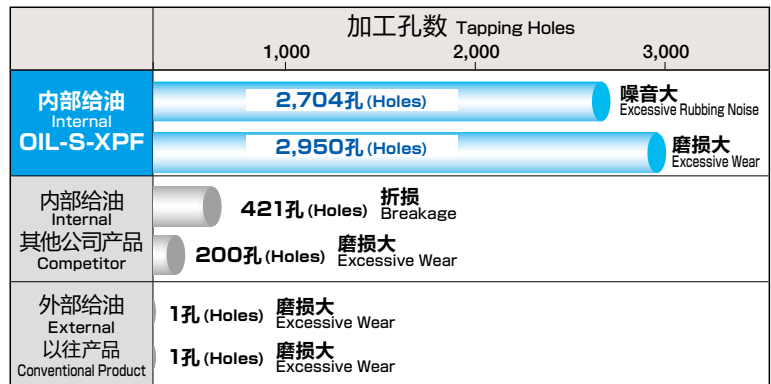 加工孔数 Tapping Holes
1,000 2,000 3,000
内部给油
Internal
OIL-S-XPF
2,704孔(Holes) 噪音大
Excessive Rubbing Noise
2,950孔(Holes) 磨损大
Excessive Wear
内部给油
Internal
其他公司产品
Competitor
421孔(Holes) 折损
Breakage
200孔(Holes) 磨损大
Excessive Wear
外部给油
External
以往产品
Conventional Product
1孔(Holes) 磨损大
Excessive Wear
1孔(Holes) 磨损大
Excessive Wear